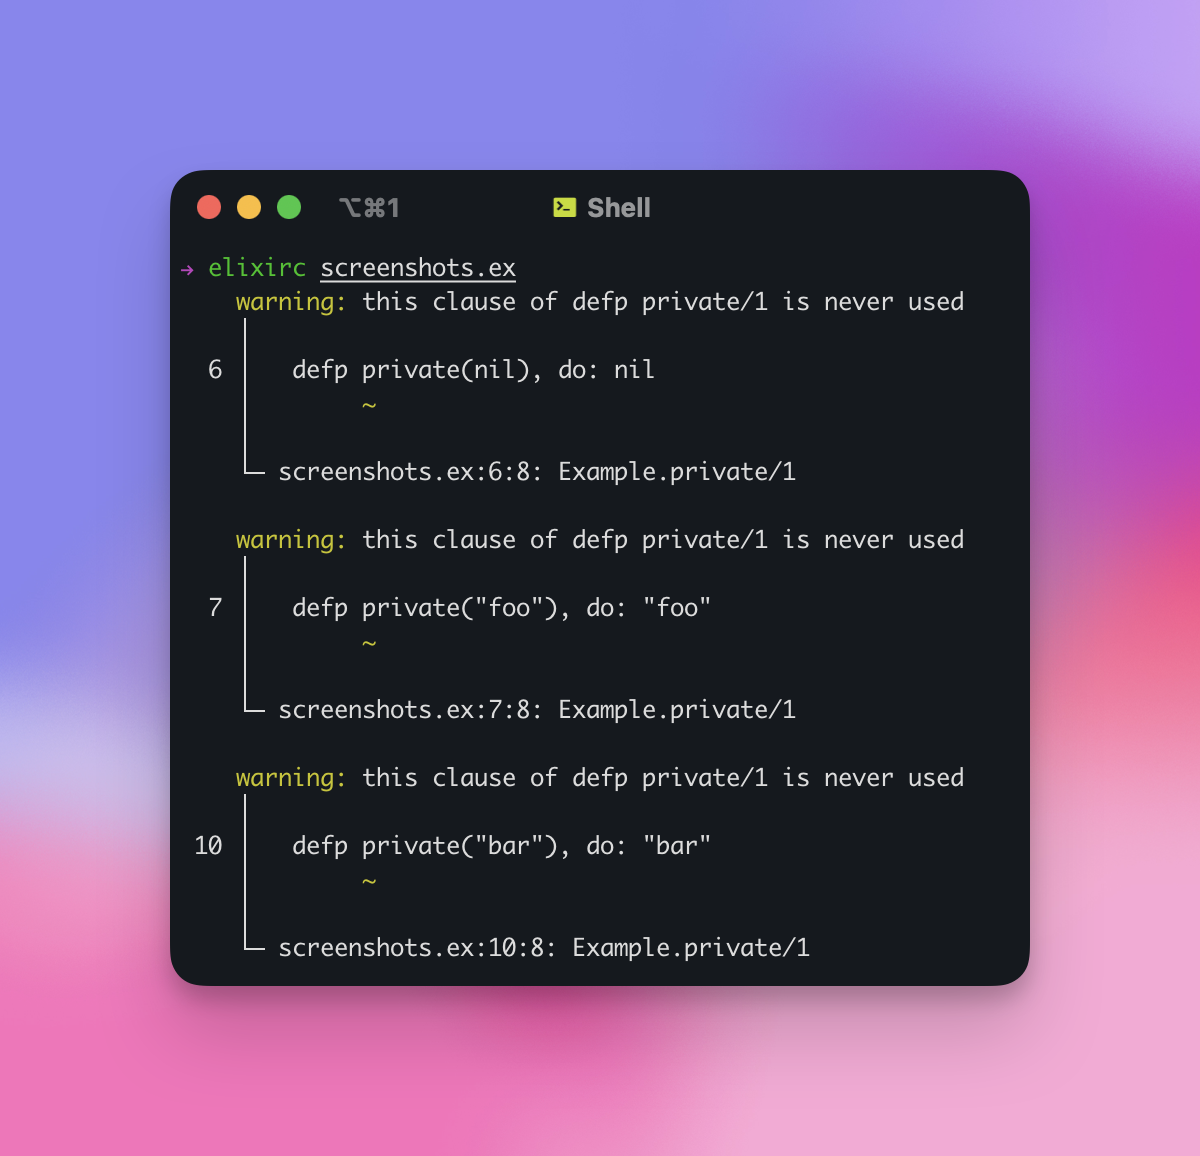 ⌥⌘1 Shell
→ elixirc screenshots.ex
warning: this clause of defp private/1 is never used
6 │ defp private(nil), do: nil
~
└─ screenshots.ex:6:8: Example.private/1
warning: this clause of defp private/1 is never used
7 │ defp private("foo"), do: "foo"
~
└─ screenshots.ex:7:8: Example.private/1
warning: this clause of defp private/1 is never used
10 │ defp private("bar"), do: "bar"
~
└─ screenshots.ex:10:8: Example.private/1